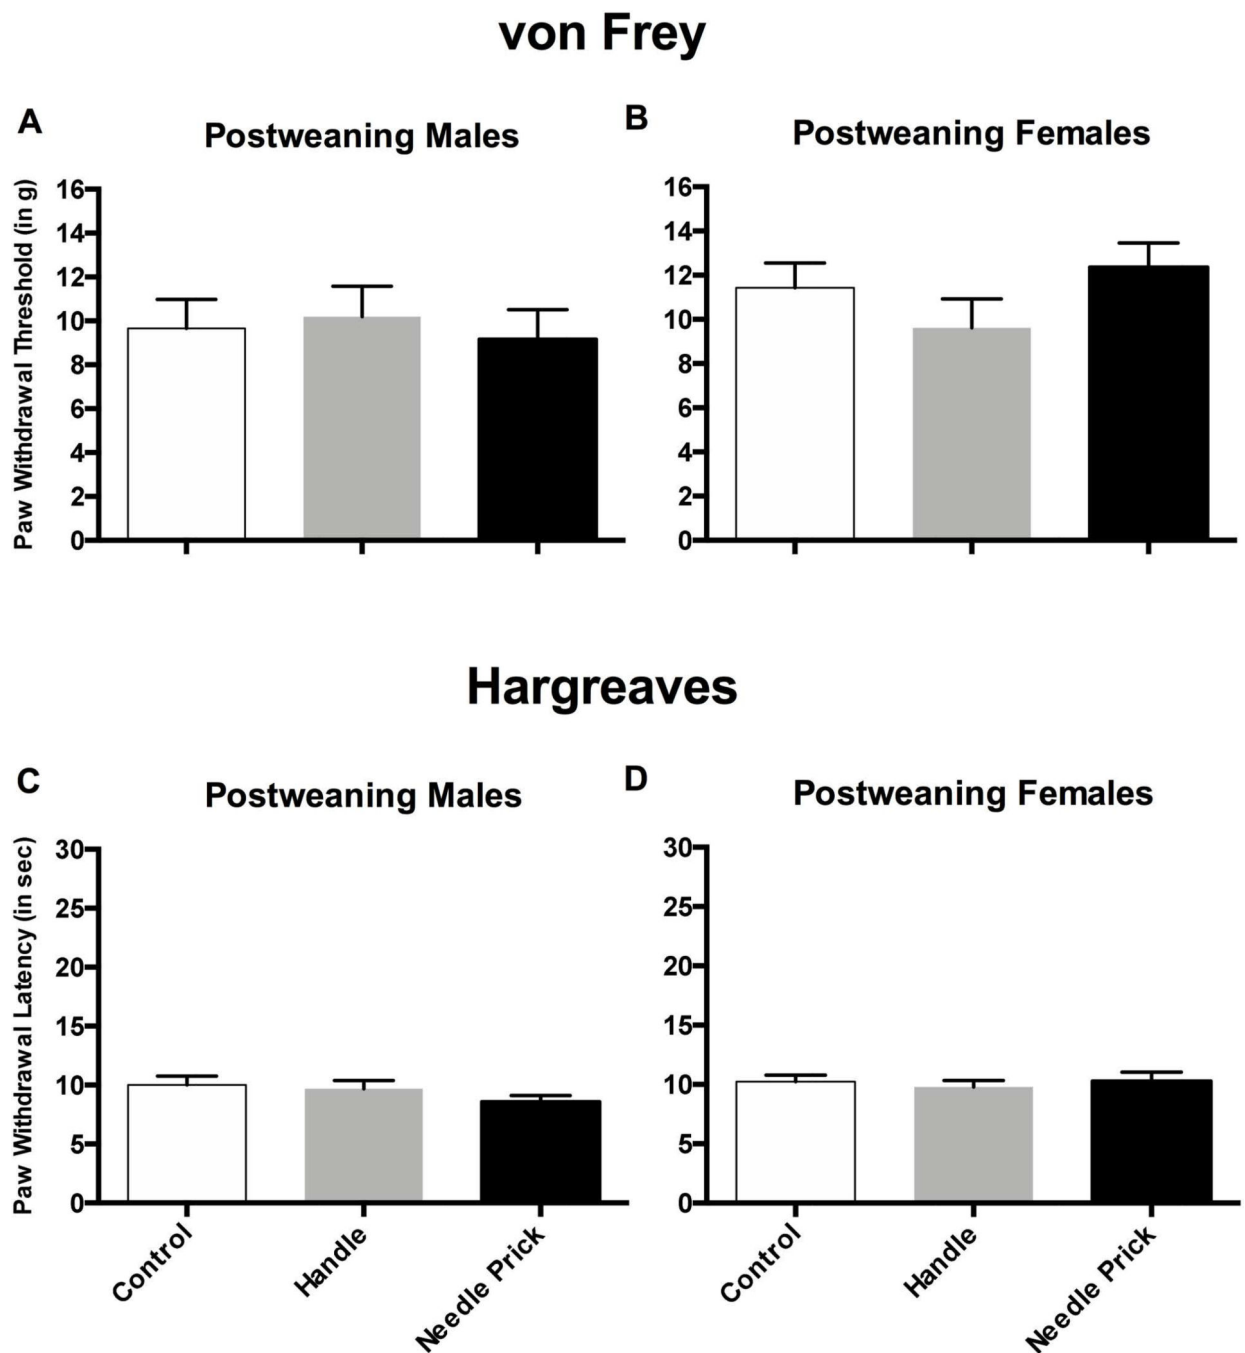 von Frey
A
Postweaning Males
B
Postweaning Females
Paw Withdrawal Threshold (in g)
16
14
12
10
8
6
4
2
0
16
14
12
10
8
6
4
2
0
Hargreaves
C
Postweaning Males
D
Postweaning Females
Paw Withdrawal Latency (in sec)
30
25
20
15
10
5
0
Control
Handle
Needle Prick
30
25
20
15
10
5
0
Control
Handle
Needle Prick